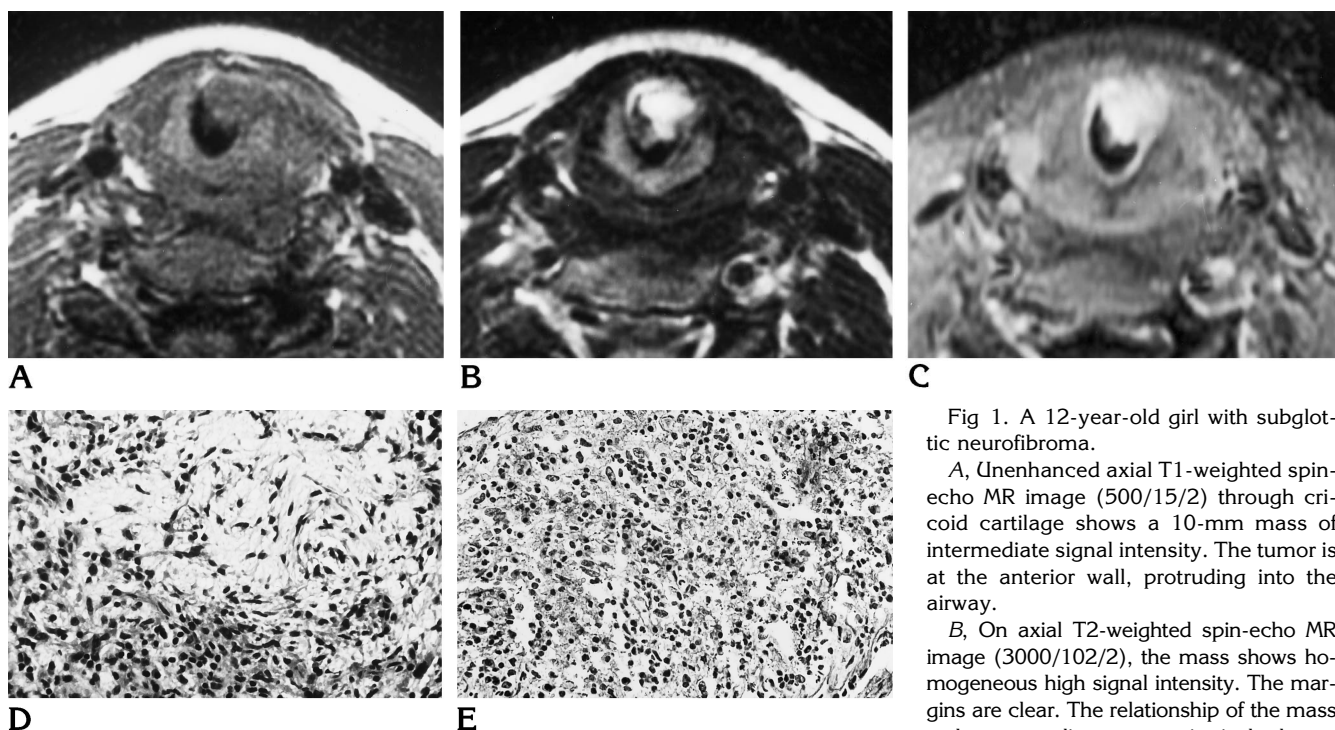 A
B
C
D
E
Fig 1. A 12-year-old girl with subglot-
tic neurofibroma.
A, Unenhanced axial T1-weighted spin-
echo MR image (500/15/2) through cri-
coid cartilage shows a 10-mm mass of
intermediate signal intensity. The tumor is
at the anterior wall, protruding into the
airway.
B, On axial T2-weighted spin-echo MR
image (3000/102/2), the mass shows ho-
mogeneous high signal intensity. The mar-
gins are clear. The relationship of the mass